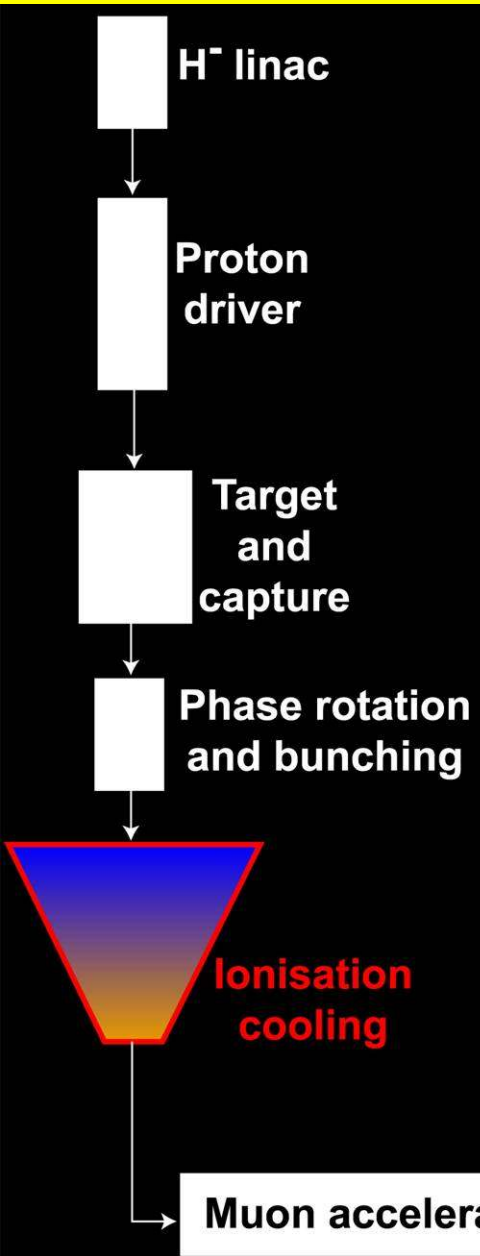 H⁻ linac
Proton
driver
Target
and
capture
Phase rotation
and bunching
Ionisation
cooling
Muon accelera